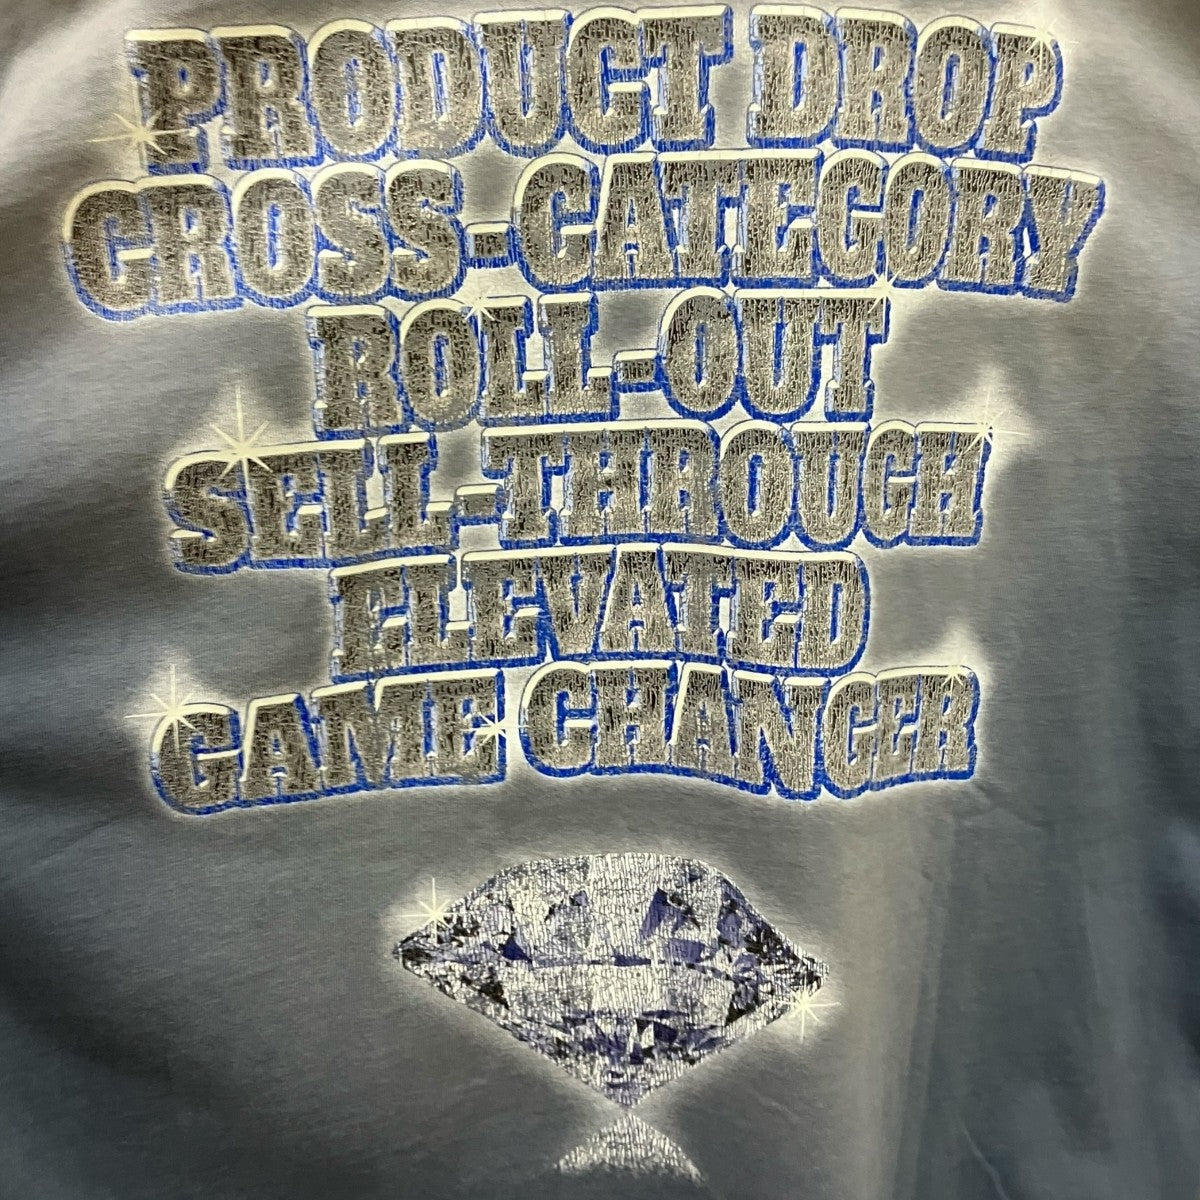 PRODUCT DROP
CROSS-CATEGORY
ROLL-OUT
SELL-THROUGH
ELEVATED
GAME CHANGER